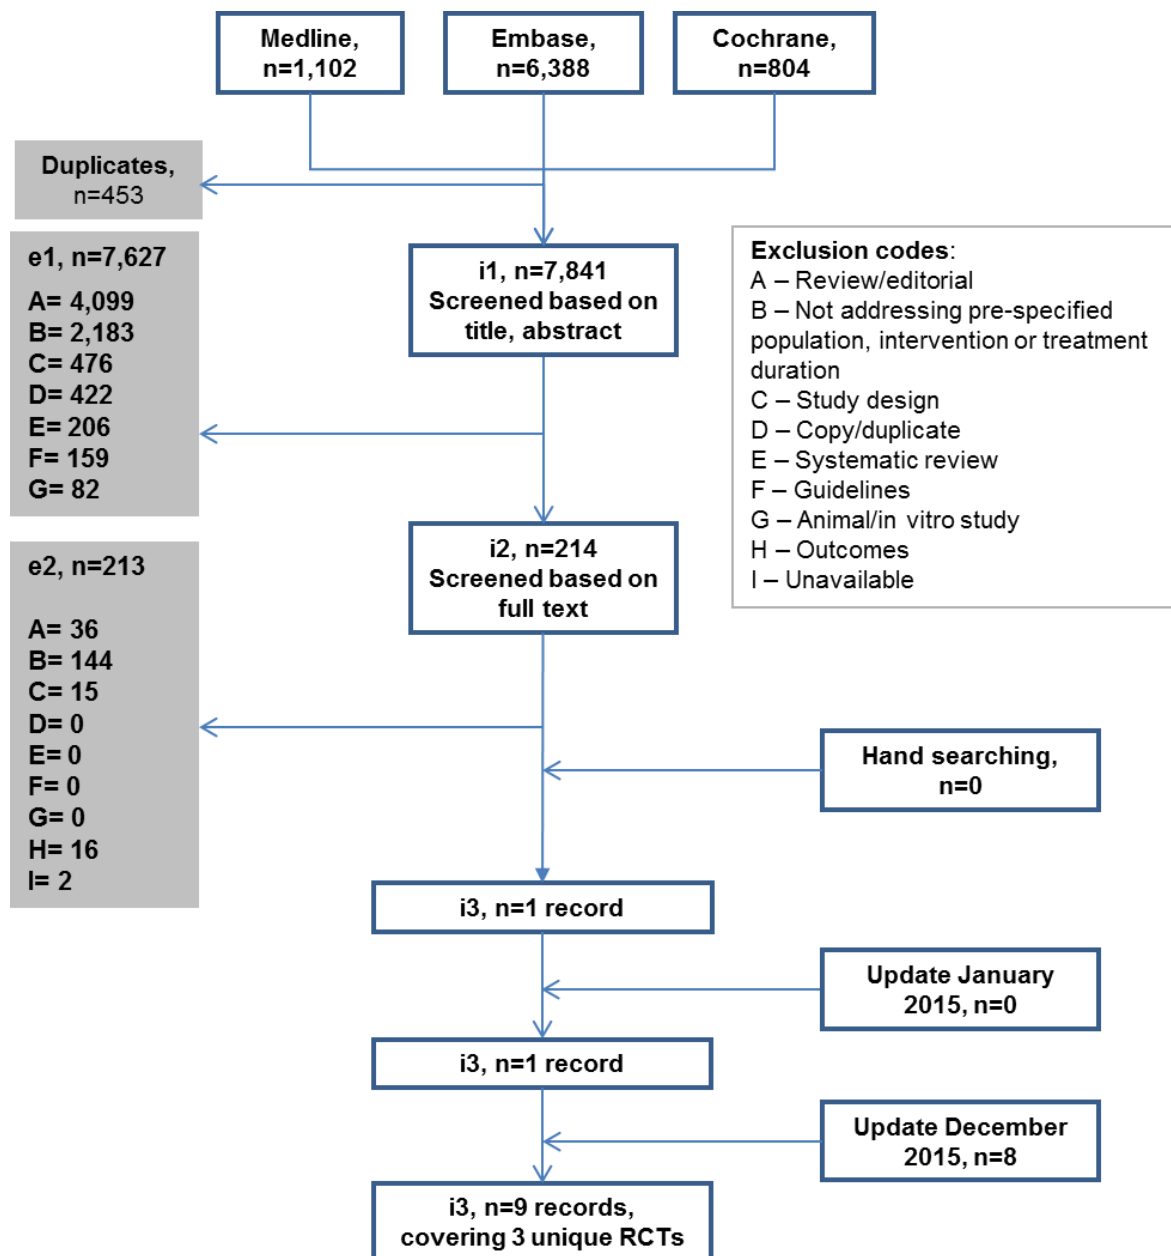 Medline,
n=1,102
Embase,
n=6,388
Cochrane,
n=804
Duplicates,
n=453
e1, n=7,627
A= 4,099
B= 2,183
C= 476
D= 422
E= 206
F= 159
G= 82
i1, n=7,841
Screened based on
title, abstract
Exclusion codes:
A – Review/editorial
B – Not addressing pre-specified
population, intervention or treatment
duration
C – Study design
D – Copy/duplicate
E – Systematic review
F – Guidelines
G – Animal/in vitro study
H – Outcomes
I – Unavailable
i2, n=214
Screened based on
full text
e2, n=213
A= 36
B= 144
C= 15
D= 0
E= 0
F= 0
G= 0
H= 16
I= 2
Hand searching,
n=0
i3, n=1 record
Update January
2015, n=0
i3, n=1 record
Update December
2015, n=8
i3, n=9 records,
covering 3 unique RCTs